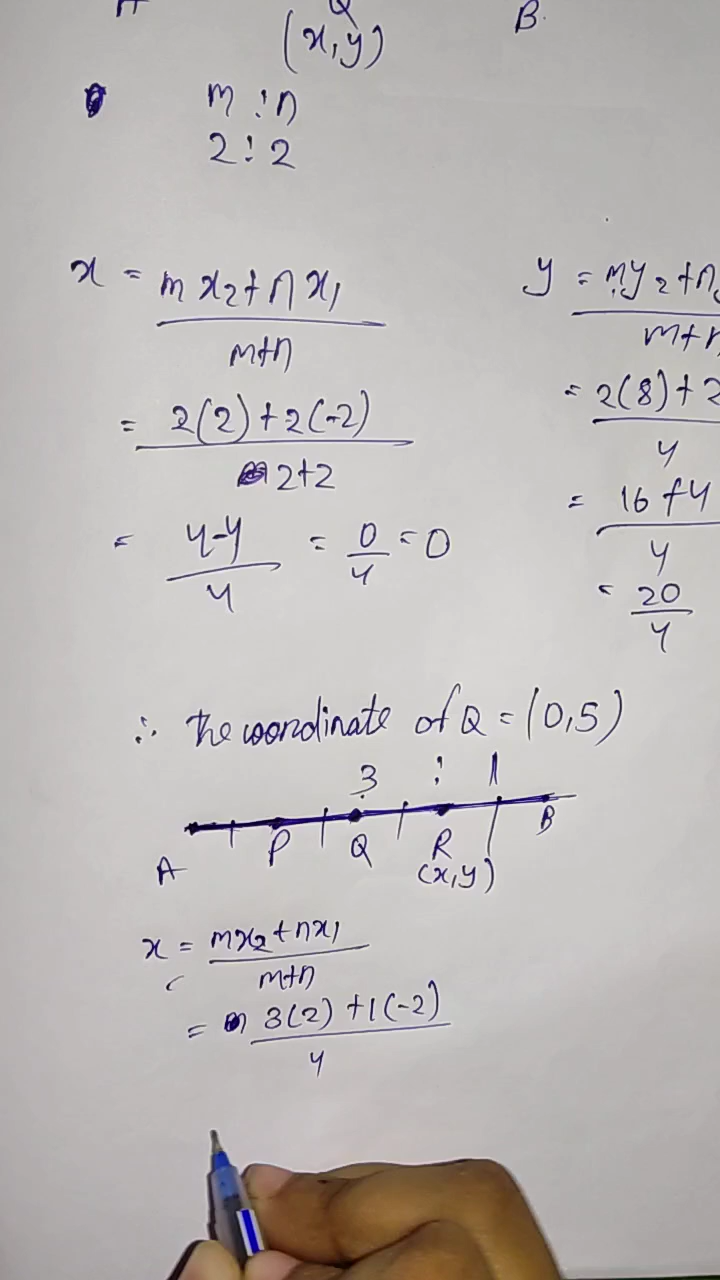 A Q B.
(x,y)
m : n
2 : 2
x = mx₂+nx₁ / m+n
y = my₂+n / m+n
= 2(2)+2(-2) / 2+2
= 2(8)+2 / 4
= 4-4 / 4 = 0/4 = 0
= 16+4 / 4
= 20/4
∴ the coordinate of Q = (0,5)
3 : 1
A P Q R B
(x,y)
x = mx₂+nx₁ / m+n
= 3(2)+1(-2) / 4